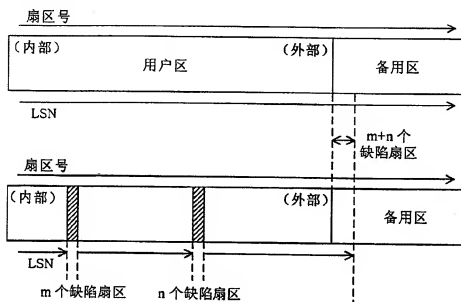 扇区号
(内部)
用户区
(外部)
备用区
LSN
m+n 个
缺陷扇区
扇区号
(内部)
(外部)
备用区
LSN
m 个缺陷扇区
n 个缺陷扇区